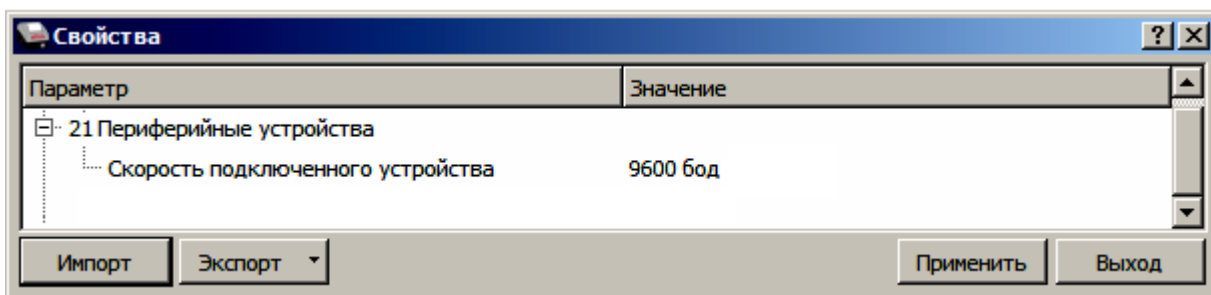 Свойства
Параметр Значение
21 Периферийные устройства
Скорость подключенного устройства 9600 бод
Импорт Экспорт Применить Выход